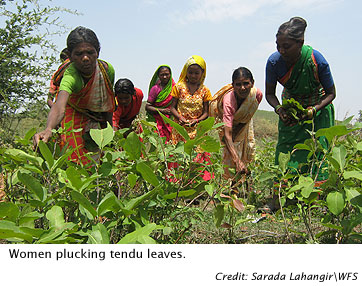 Women plucking tendu leaves.
Credit: Sarada Lahangir\WFS